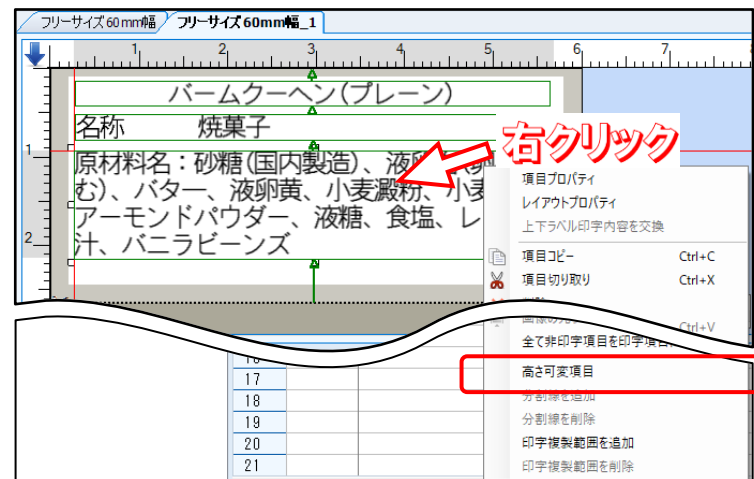 フリーサイズ60mm幅
フリーサイズ60mm幅_1
1 2 3 4 5 6 7
バームクーヘン(プレーン)
名称 焼菓子
1
右クリック
原材料名：砂糖(国内製造)、液卵
む)、バター、液卵黄、小麦澱粉、小麦
アーモンドパウダー、液糖、食塩、レ
2
汁、バニラビーンズ
項目プロパティ
レイアウトプロパティ
上下ラベル印字内容を交換
項目コピー Ctrl+C
項目切り取り Ctrl+X
Ctrl+V
全て非印字項目を印字項目
高さ可変項目
分割線を追加
分割線を削除
印字複製範囲を追加
印字複製範囲を削除
16
17
18
19
20
21